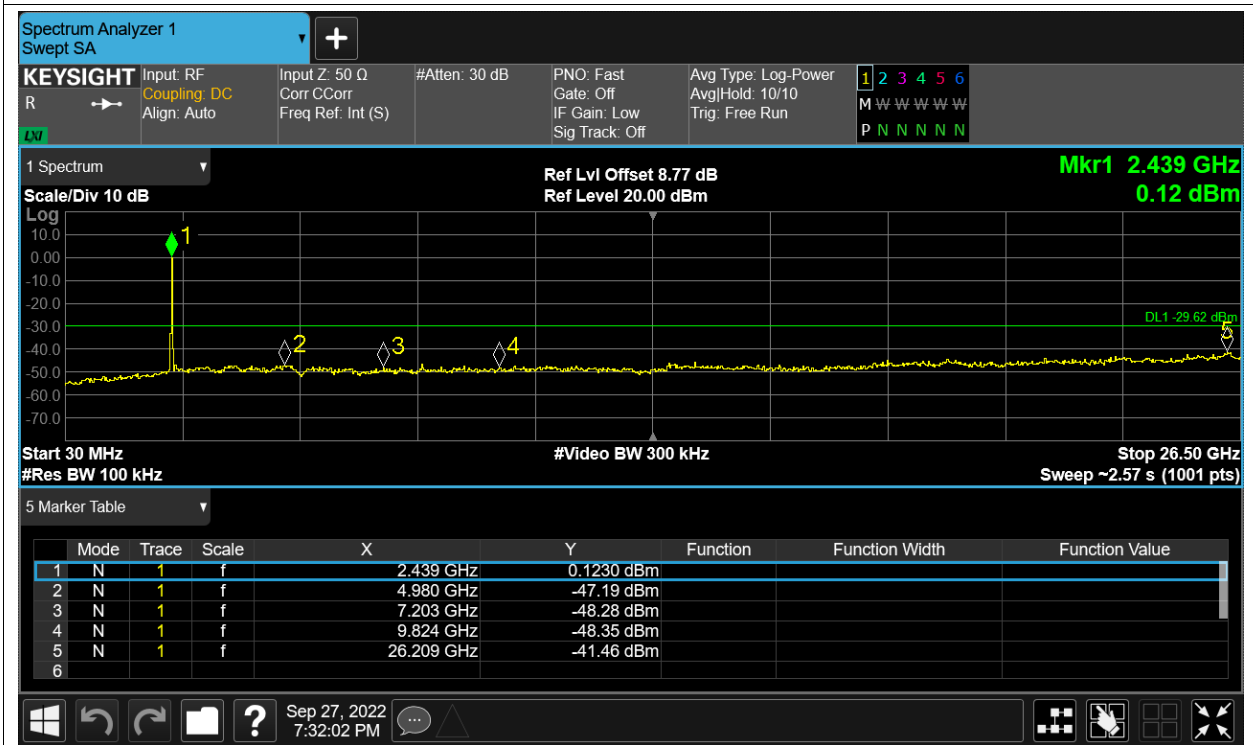 Spectrum Analyzer 1
Swept SA
+
KEYSIGHT Input: RF Input Z: 50 Ω #Atten: 30 dB PNO: Fast Avg Type: Log-Power 1 2 3 4 5 6
R Coupling: DC Corr CCorr Gate: Off Avg|Hold: 10/10 M W W W W W
Align: Auto Freq Ref: Int (S) IF Gain: Low Trig: Free Run
LXI Sig Track: Off P N N N N N
1 Spectrum
Scale/Div 10 dB
Ref Lvl Offset 8.77 dB
Ref Level 20.00 dBm
Mkr1 2.439 GHz
0.12 dBm
Log
10.0
0.00
-10.0
-20.0
-30.0
-40.0
-50.0
-60.0
-70.0
1
2
3
4
5
DL1 -29.62 dBm
Start 30 MHz #Video BW 300 kHz Stop 26.50 GHz
#Res BW 100 kHz Sweep ~2.57 s (1001 pts)
5 Marker Table
Mode Trace Scale X Y Function Function Width Function Value
1 N 1 f 2.439 GHz 0.1230 dBm
2 N 1 f 4.980 GHz -47.19 dBm
3 N 1 f 7.203 GHz -48.28 dBm
4 N 1 f 9.824 GHz -48.35 dBm
5 N 1 f 26.209 GHz -41.46 dBm
6
? Sep 27, 2022
7:32:02 PM